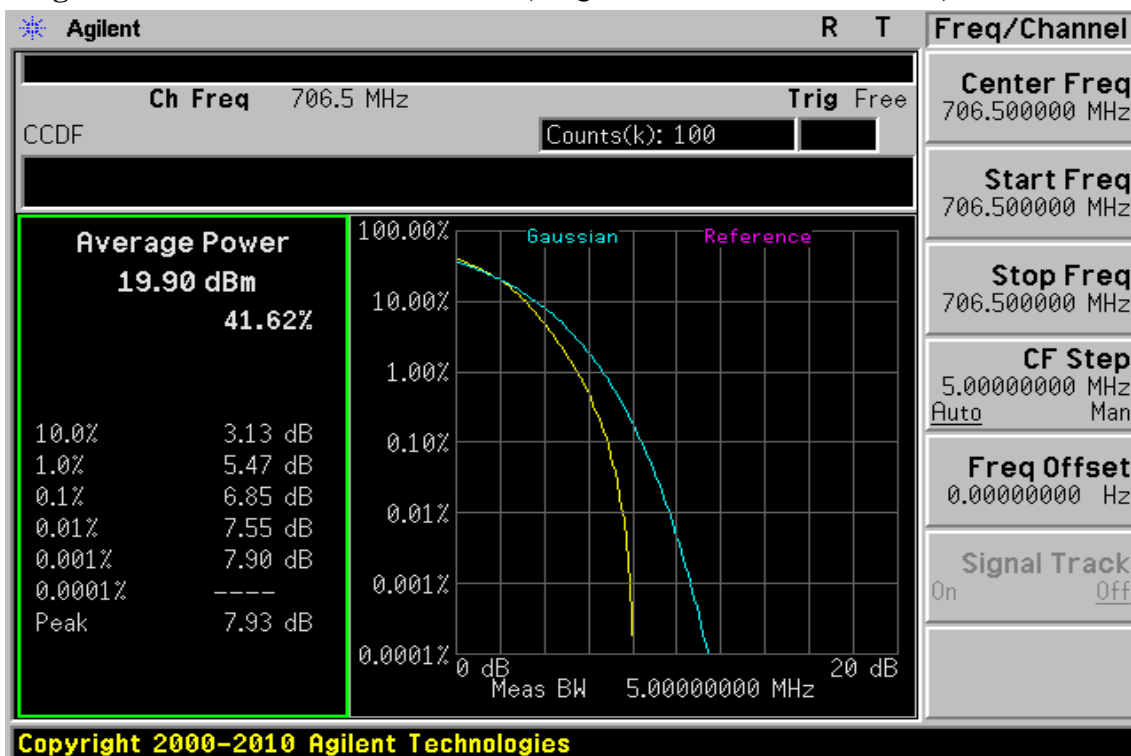 Agilent R T Freq/Channel
Ch Freq 706.5 MHz Trig Free
CCDF Counts(k): 100
Average Power
19.90 dBm
41.62%
10.0% 3.13 dB
1.0% 5.47 dB
0.1% 6.85 dB
0.01% 7.55 dB
0.001% 7.90 dB
0.0001% ----
Peak 7.93 dB
Gaussian Reference
100.00%
10.00%
1.00%
0.10%
0.01%
0.001%
0.0001%
0 dB 20 dB
Meas BW 5.00000000 MHz
Center Freq
706.500000 MHz
Start Freq
706.500000 MHz
Stop Freq
706.500000 MHz
CF Step
5.00000000 MHz
Auto Man
Freq Offset
0.00000000 Hz
Signal Track
On Off
Copyright 2000-2010 Agilent Technologies